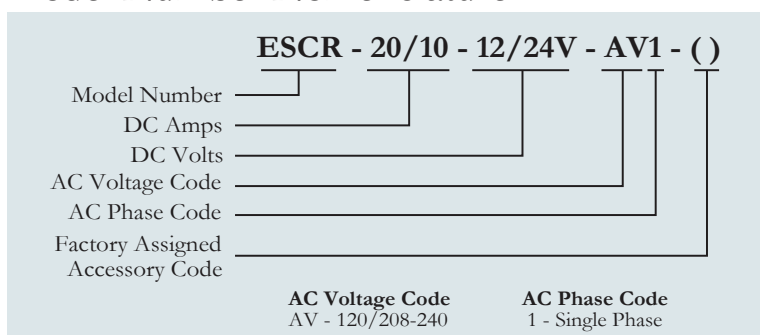 ESCR - 20/10 - 12/24V - AV1 - ( )
Model Number
DC Amps
DC Volts
AC Voltage Code
AC Phase Code
Factory Assigned
Accessory Code
AC Voltage Code
AV - 120/208-240
AC Phase Code
1 - Single Phase